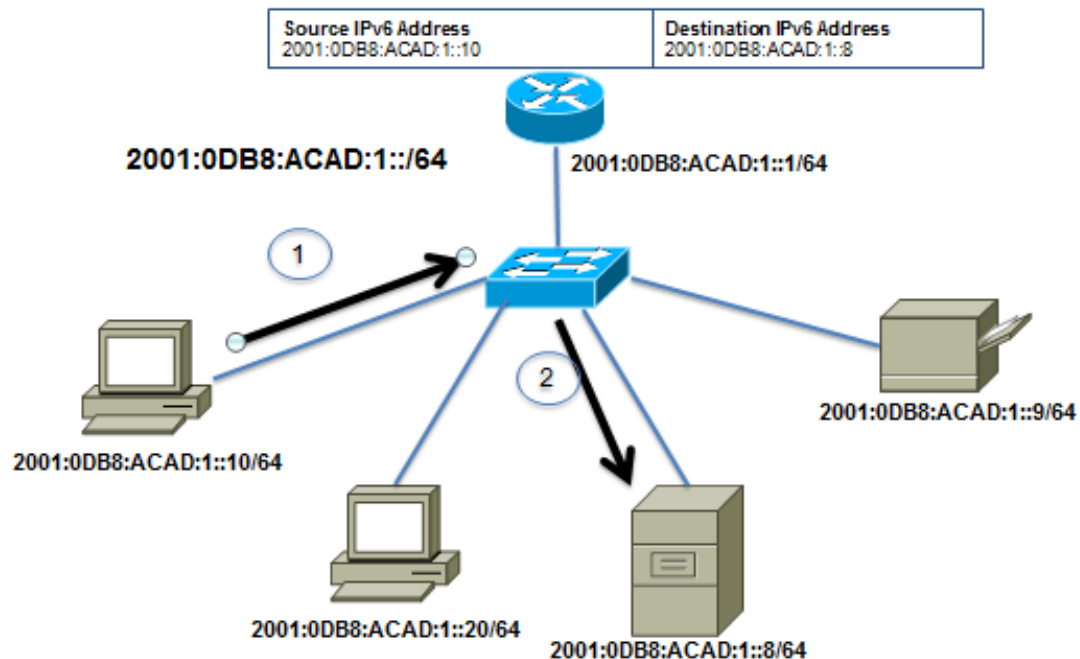 Source IPv6 Address
2001:0DB8:ACAD:1::10
Destination IPv6 Address
2001:0DB8:ACAD:1::8
2001:0DB8:ACAD:1::/64
2001:0DB8:ACAD:1::1/64
1
2
2001:0DB8:ACAD:1::9/64
2001:0DB8:ACAD:1::10/64
2001:0DB8:ACAD:1::20/64
2001:0DB8:ACAD:1::8/64